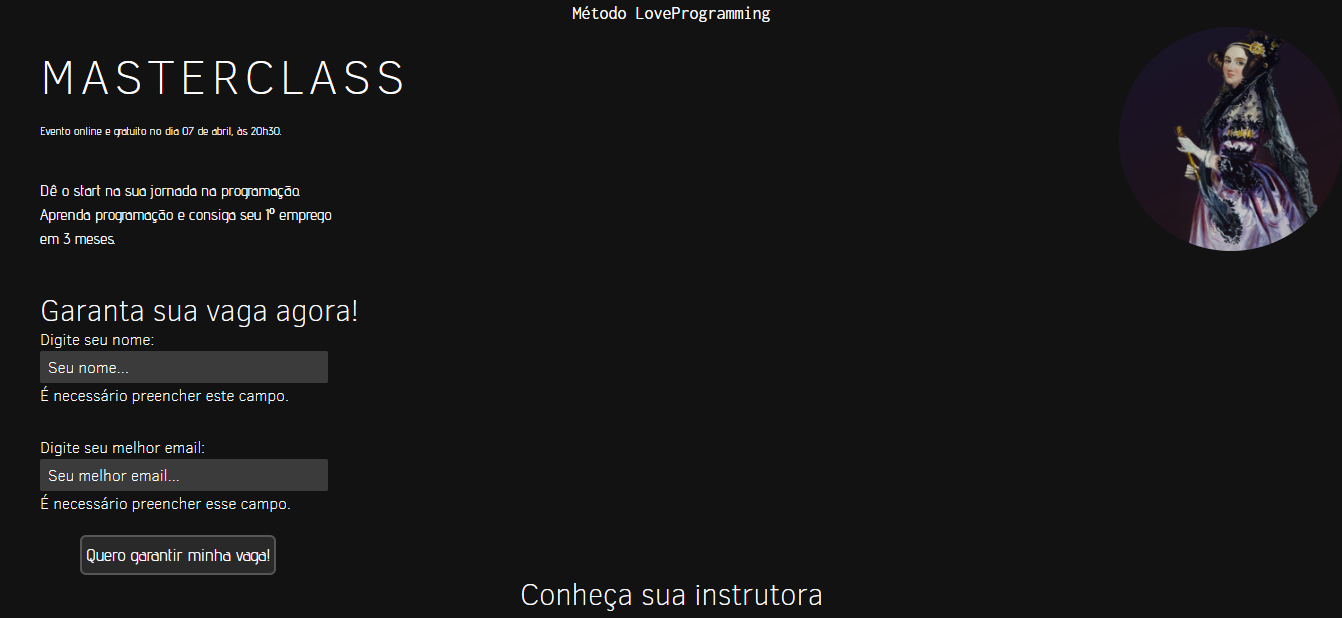 Método LoveProgramming
MASTERCLASS
Evento online e gratuito no dia 07 de abril, às 20h30.
Dê o start na sua jornada na programação.
Aprenda programação e consiga seu 1º emprego
em 3 meses.
Garanta sua vaga agora!
Digite seu nome:
Seu nome...
É necessário preencher este campo.
Digite seu melhor email:
Seu melhor email...
É necessário preencher esse campo.
Quero garantir minha vaga!
Conheça sua instrutora